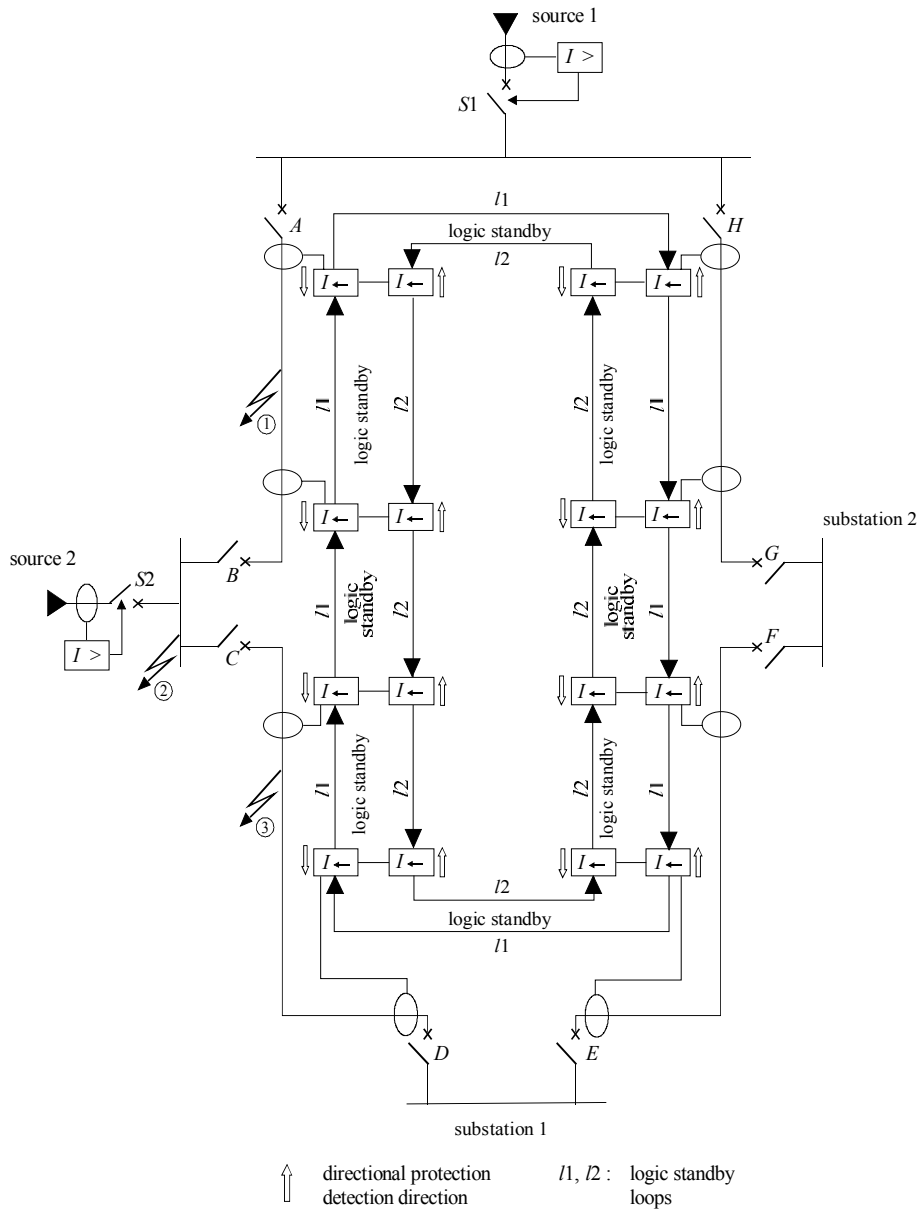 source 1
I >
S1
A
l1
H
logic standby
l2
I
I
I
I
l1
logic standby
l2
l2
logic standby
l1
1
I
I
I
I
substation 2
source 2
S2
B
G
l1
logic standby
l2
l2
logic standby
l1
I >
C
F
2
I
I
I
I
l1
logic standby
l2
l2
logic standby
l1
3
I
I
I
I
l2
logic standby
l1
D
E
substation 1
directional protection
detection direction
l1, l2 : logic standby
loops